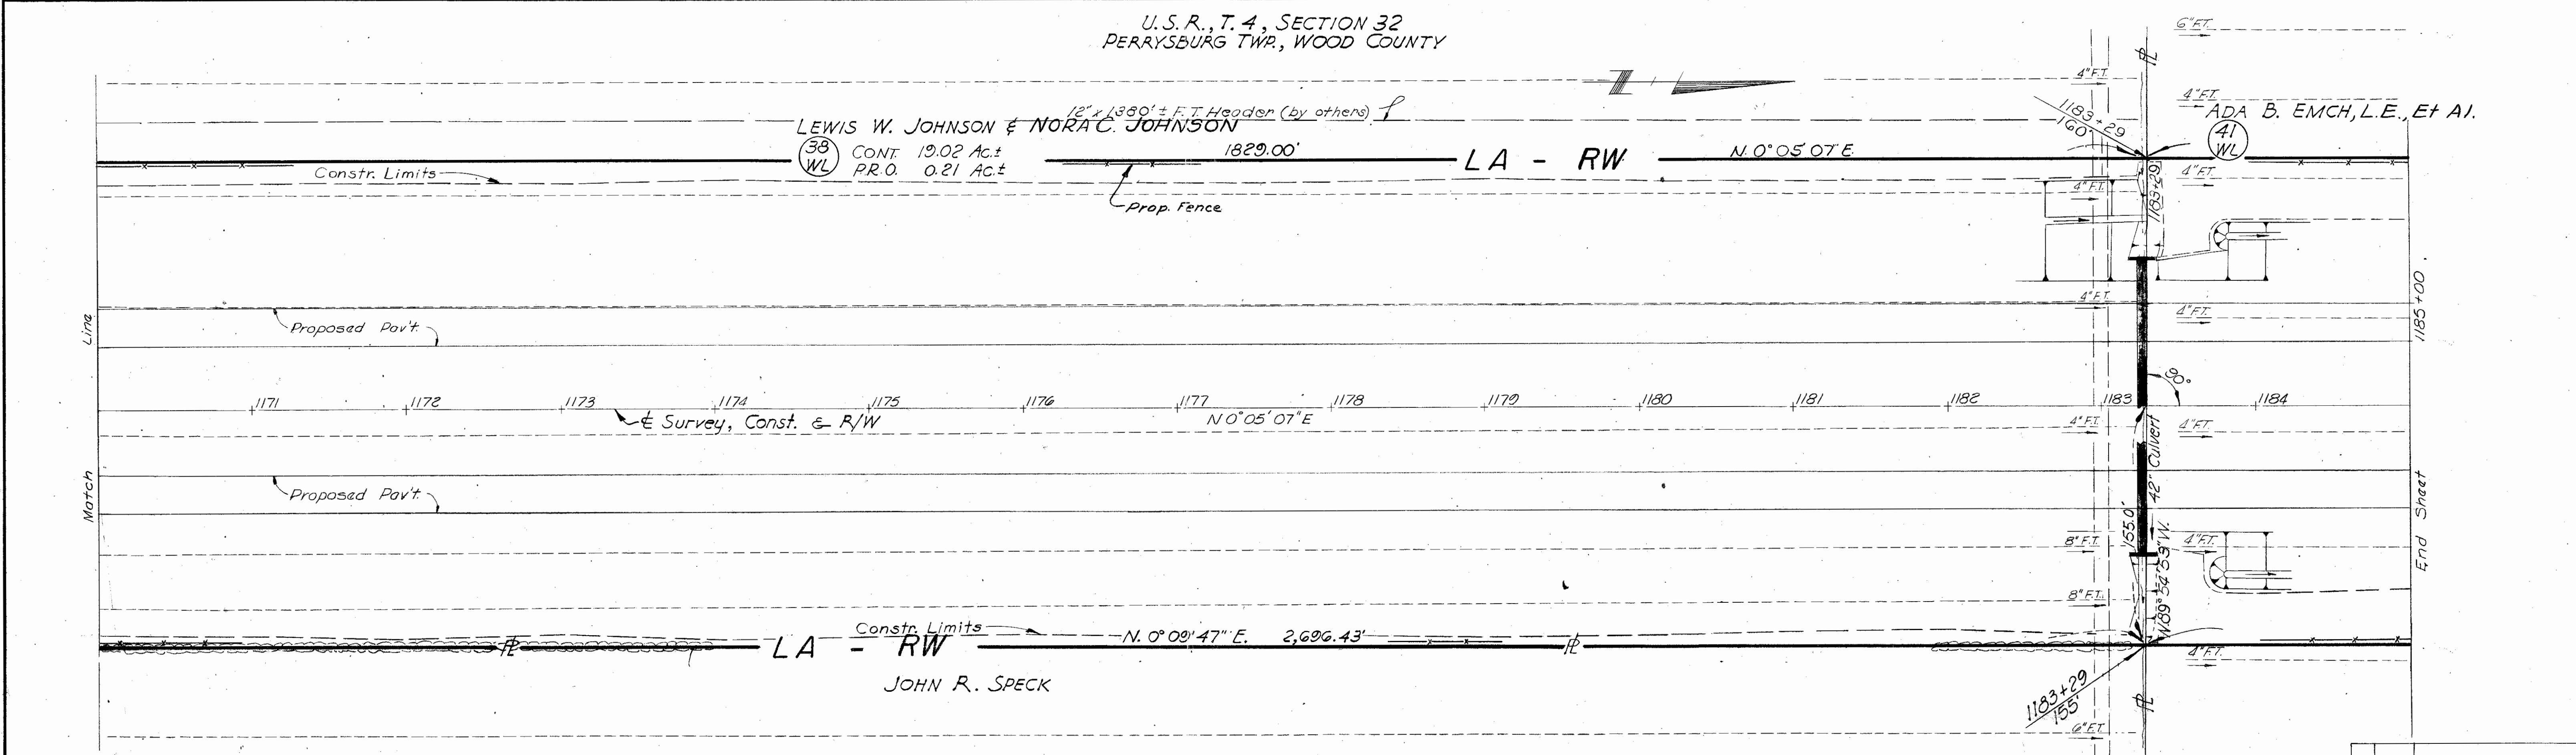 U.S.R., T. 4, SECTION 32
PERRYSBURG TWP., WOOD COUNTY
6" F.T.
4" F.T.
12" x 1380' ± F.T. Header (by others)
LEWIS W. JOHNSON & NORA C. JOHNSON
38
WL
CONT. 19.02 AC.±
P.R.O. 0.21 AC.±
1829.00'
LA - RW
N. 0° 05' 07" E.
1183+29
160'
4" F.T.
ADA B. EMCH, L.E., Et Al.
41
WL
Constr. Limits
Prop. Fence
4" F.T.
4" F.T.
1183+29
Line
Proposed Pav't.
4" F.T.
4" F.T.
1185+00
90°
1171
1172
1173
1174
1175
1176
1177
1178
1179
1180
1181
1182
1183
1184
℄ Survey, Const. & R/W
N 0° 05' 07" E
4" F.T.
4" F.T.
42" Culvert
Match
Proposed Pav't.
155.0'
N. 89° 54' 53" W.
End Sheet
8" F.T.
4" F.T.
8" F.T.
Constr. Limits
LA - RW
N. 0° 09' 47" E. 2,696.43'
4" F.T.
JOHN R. SPECK
1183+29
155'
6" F.T.